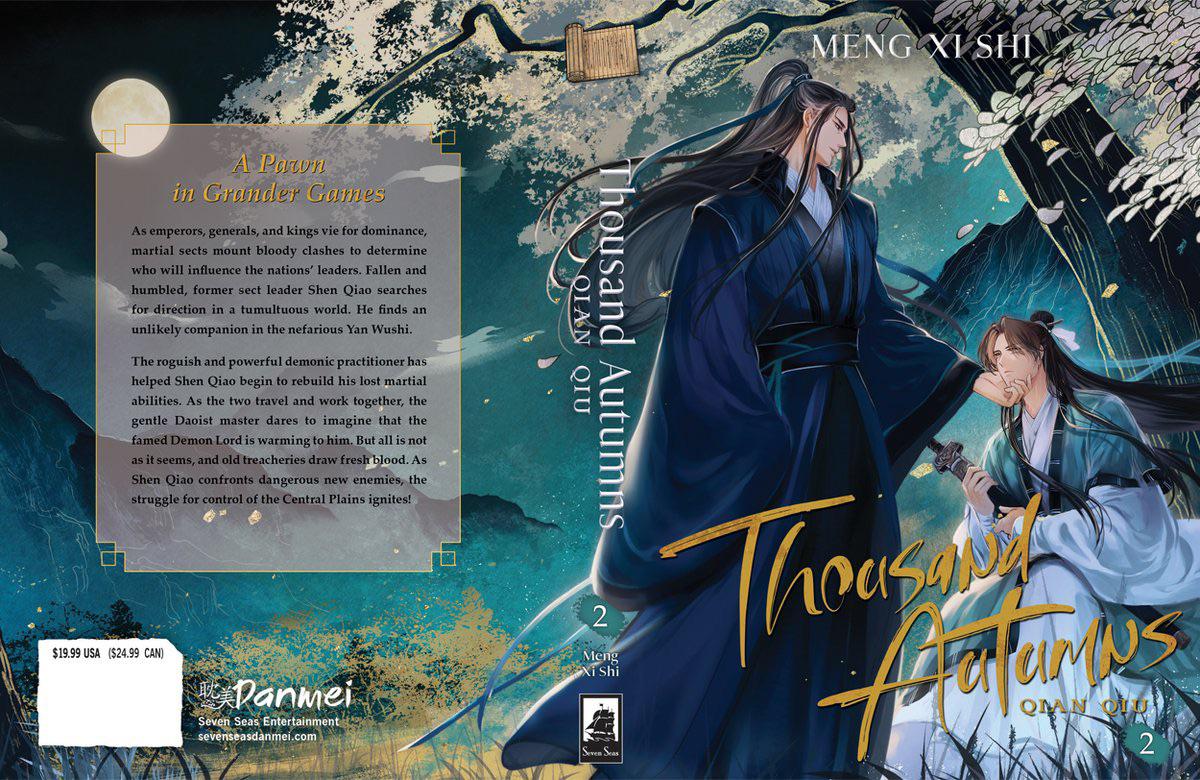 A Pawn
in Grander Games
As emperors, generals, and kings vie for dominance,
martial sects mount bloody clashes to determine
who will influence the nations’ leaders. Fallen and
humbled, former sect leader Shen Qiao searches
for direction in a tumultuous world. He finds an
unlikely companion in the nefarious Yan Wushi.
The roguish and powerful demonic practitioner has
helped Shen Qiao begin to rebuild his lost martial
abilities. As the two travel and work together, the
gentle Daoist master dares to imagine that the
famed Demon Lord is warming to him. But all is not
as it seems, and old treacheries draw fresh blood. As
Shen Qiao confronts dangerous new enemies, the
struggle for control of the Central Plains ignites!
$19.99 USA ($24.99 CAN)
耽美 Danmei
Seven Seas Entertainment
sevenseasdanmei.com
Thousand Autumns
QIAN QIU
2
Meng
Xi Shi
Seven Seas
MENG XI SHI
Thousand
Autumns
QIAN QIU
2